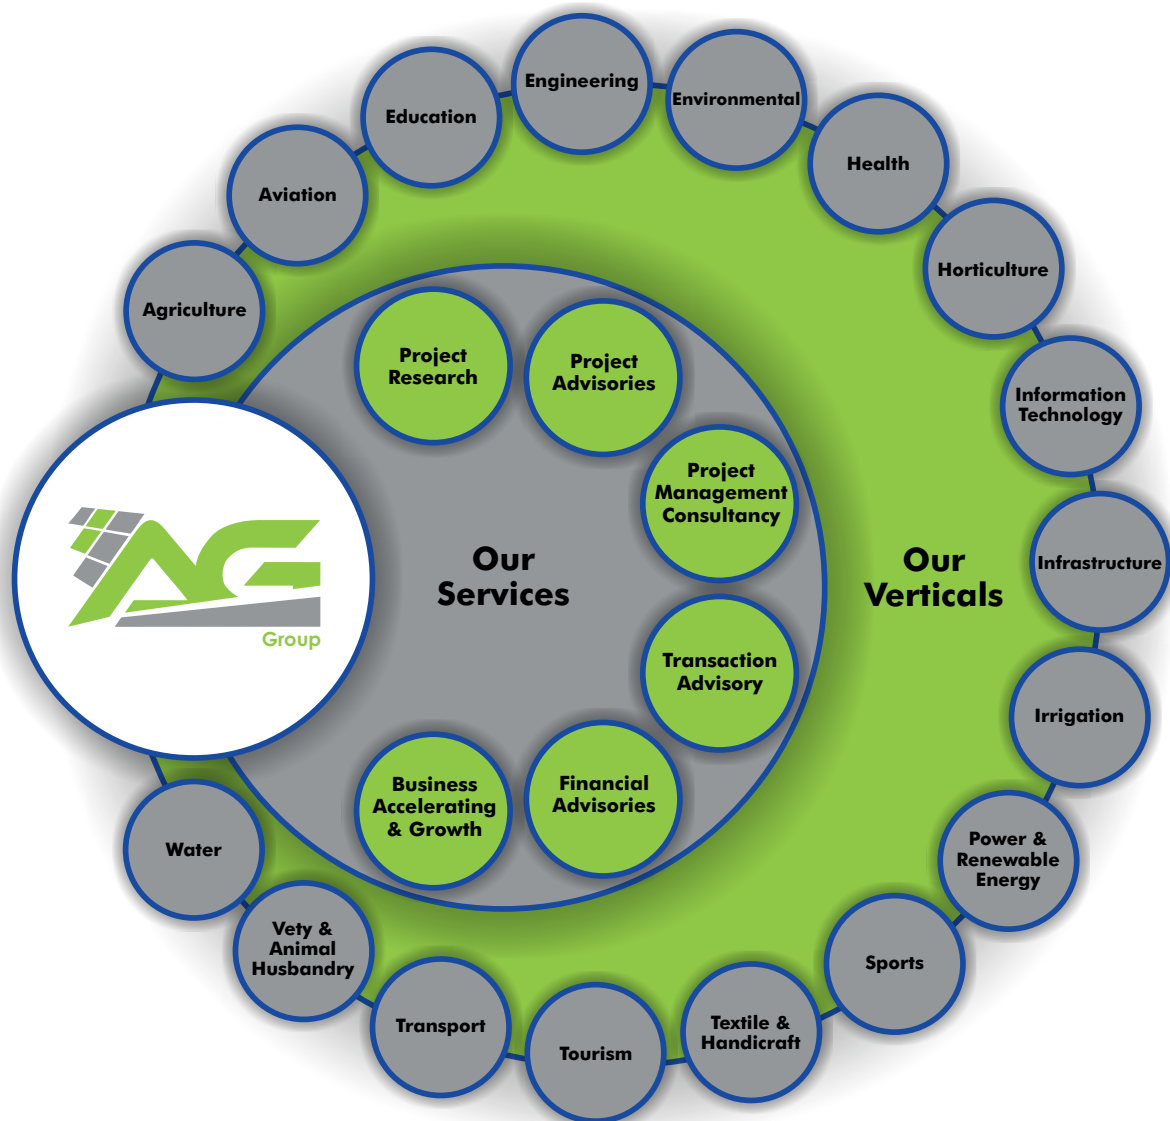 Engineering
Environmental
Education
Health
Aviation
Horticulture
Agriculture
Information
Technology
Infrastructure
Irrigation
Power &
Renewable
Energy
Sports
Textile &
Handicraft
Tourism
Transport
Vety &
Animal
Husbandry
Water
Our
Verticals
Project
Research
Project
Advisories
Project
Management
Consultancy
Transaction
Advisory
Financial
Advisories
Business
Accelerating
& Growth
Our
Services
AG
Group